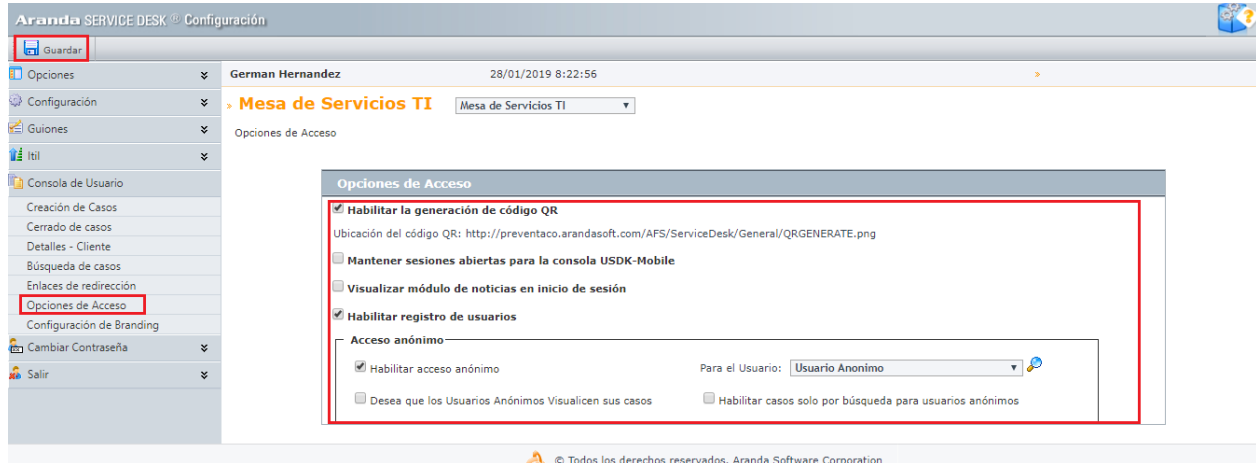 Aranda SERVICE DESK ® Configuración
Guardar
Opciones
Configuración
Guiones
Itil
Consola de Usuario
Creación de Casos
Cerrado de casos
Detalles - Cliente
Búsqueda de casos
Enlaces de redirección
Opciones de Acceso
Configuración de Branding
Cambiar Contraseña
Salir
German Hernandez 28/01/2019 8:22:56 »
» Mesa de Servicios TI Mesa de Servicios TI
Opciones de Acceso
Opciones de Acceso
Habilitar la generación de código QR
Ubicación del código QR: http://preventaco.arandasoft.com/AFS/ServiceDesk/General/QRGENERATE.png
Mantener sesiones abiertas para la consola USDK-Mobile
Visualizar módulo de noticias en inicio de sesión
Habilitar registro de usuarios
Acceso anónimo
Habilitar acceso anónimo Para el Usuario: Usuario Anonimo
Desea que los Usuarios Anónimos Visualicen sus casos Habilitar casos solo por búsqueda para usuarios anónimos
© Todos los derechos reservados. Aranda Software Corporation